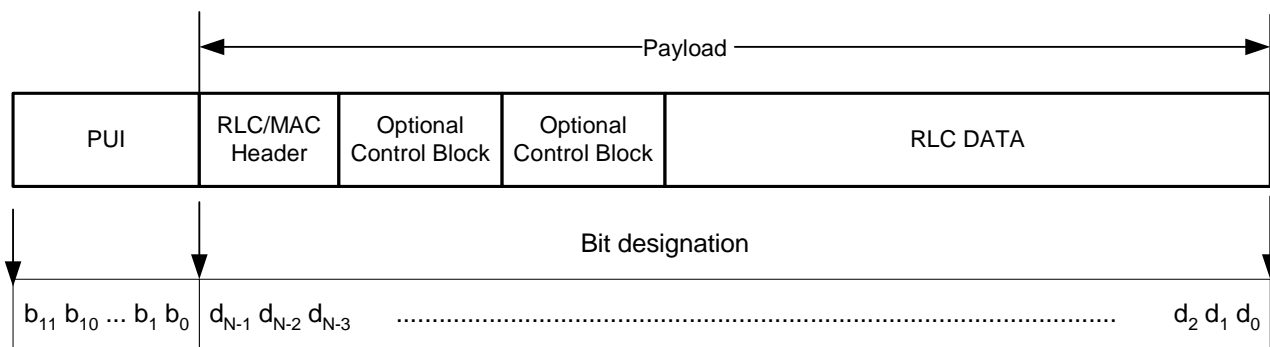 Payload
PUI
RLC/MAC
Header
Optional
Control Block
Optional
Control Block
RLC DATA
Bit designation
b11 b10 ... b1 b0
dN-1 dN-2 dN-3 .................................................................................... d2 d1 d0